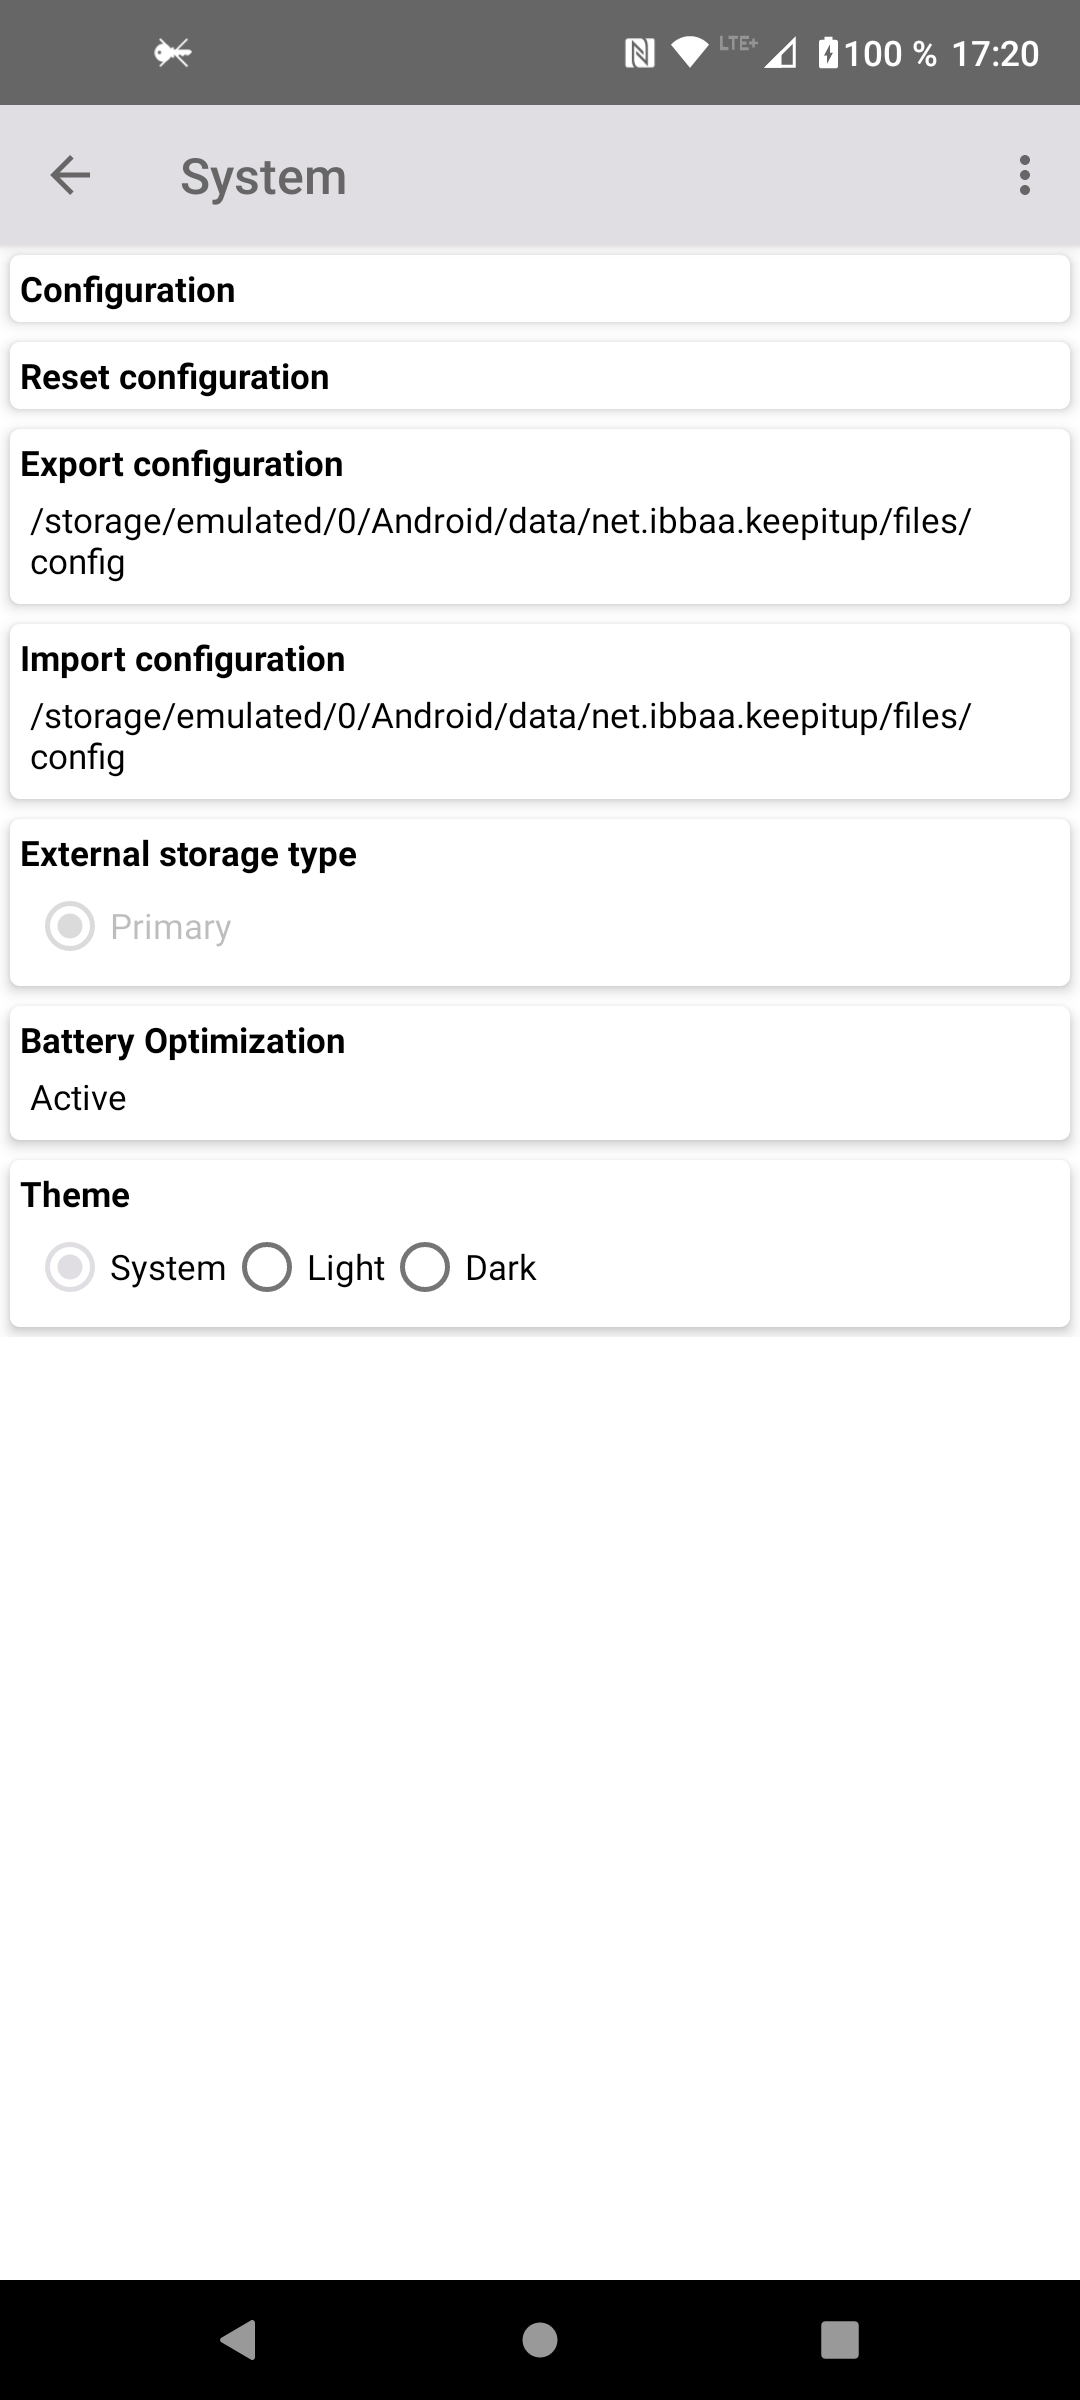 LTE+ 100 % 17:20
System
Configuration
Reset configuration
Export configuration
/storage/emulated/0/Android/data/net.ibbaa.keepitup/files/
config
Import configuration
/storage/emulated/0/Android/data/net.ibbaa.keepitup/files/
config
External storage type
Primary
Battery Optimization
Active
Theme
System Light Dark